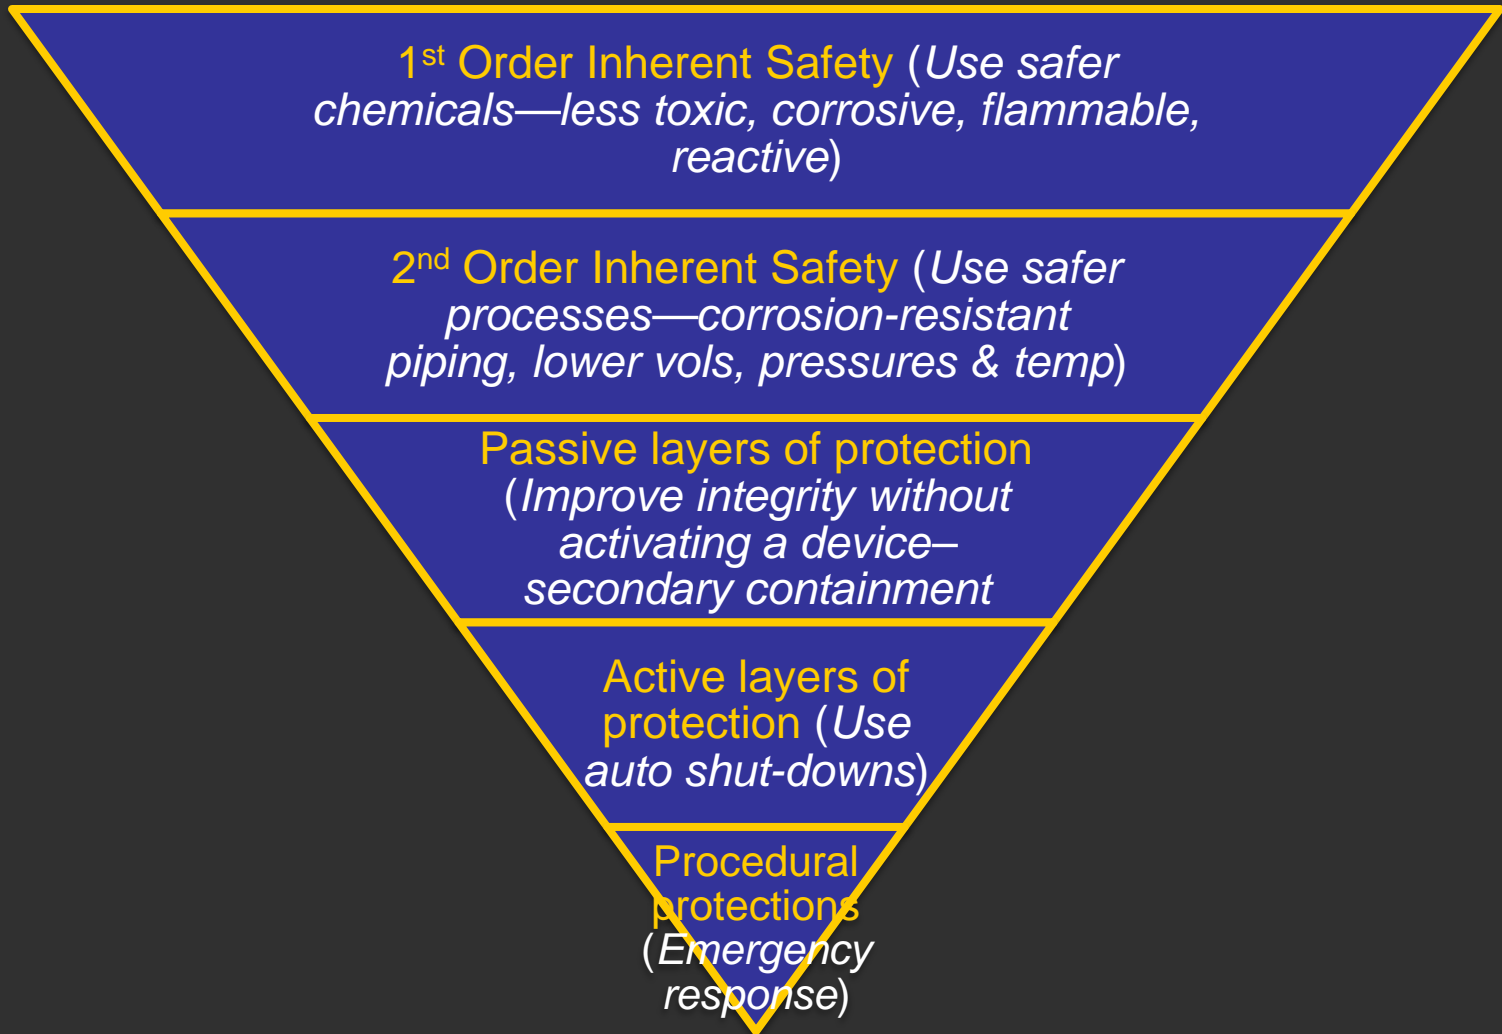 1st Order Inherent Safety (Use safer
chemicals—less toxic, corrosive, flammable,
reactive)
2nd Order Inherent Safety (Use safer
processes—corrosion-resistant
piping, lower vols, pressures & temp)
Passive layers of protection
(Improve integrity without
activating a device–
secondary containment
Active layers of
protection (Use
auto shut-downs)
Procedural
protections
(Emergency
response)